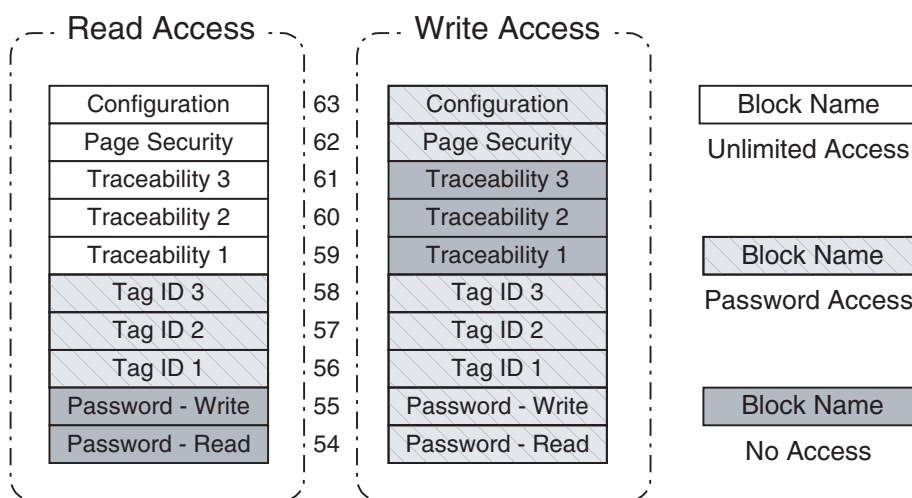 Read Access Write Access
Configuration 63 Configuration Block Name
Page Security 62 Page Security Unlimited Access
Traceability 3 61 Traceability 3
Traceability 2 60 Traceability 2
Traceability 1 59 Traceability 1 Block Name
Tag ID 3 58 Tag ID 3 Password Access
Tag ID 2 57 Tag ID 2
Tag ID 1 56 Tag ID 1
Password - Write 55 Password - Write Block Name
Password - Read 54 Password - Read No Access